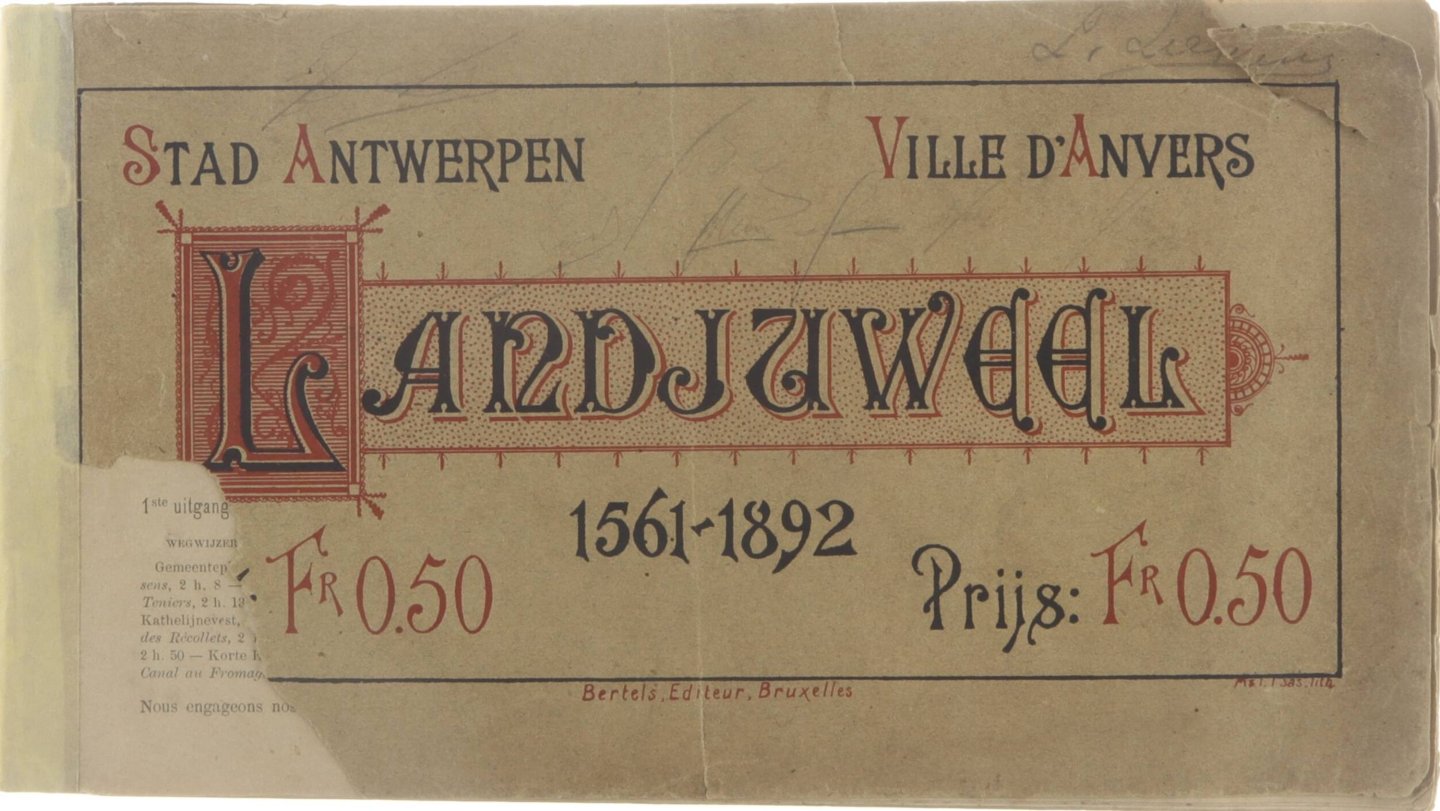 STAD ANTWERPEN
VILLE D'ANVERS
LANDJUWEEL
1561-1892
: FR 0.50
Prijs: FR 0.50
1ste uitgang
WEGWIJZER
Gemeentep
sens, 2 h. 8 —
Teniers, 2 h. 13
Kathelijnevest,
des Récollets, 2
2 h. 50 — Korte
Canal au Fromag
Nous engageons nos
Bertels, Editeur, Bruxelles